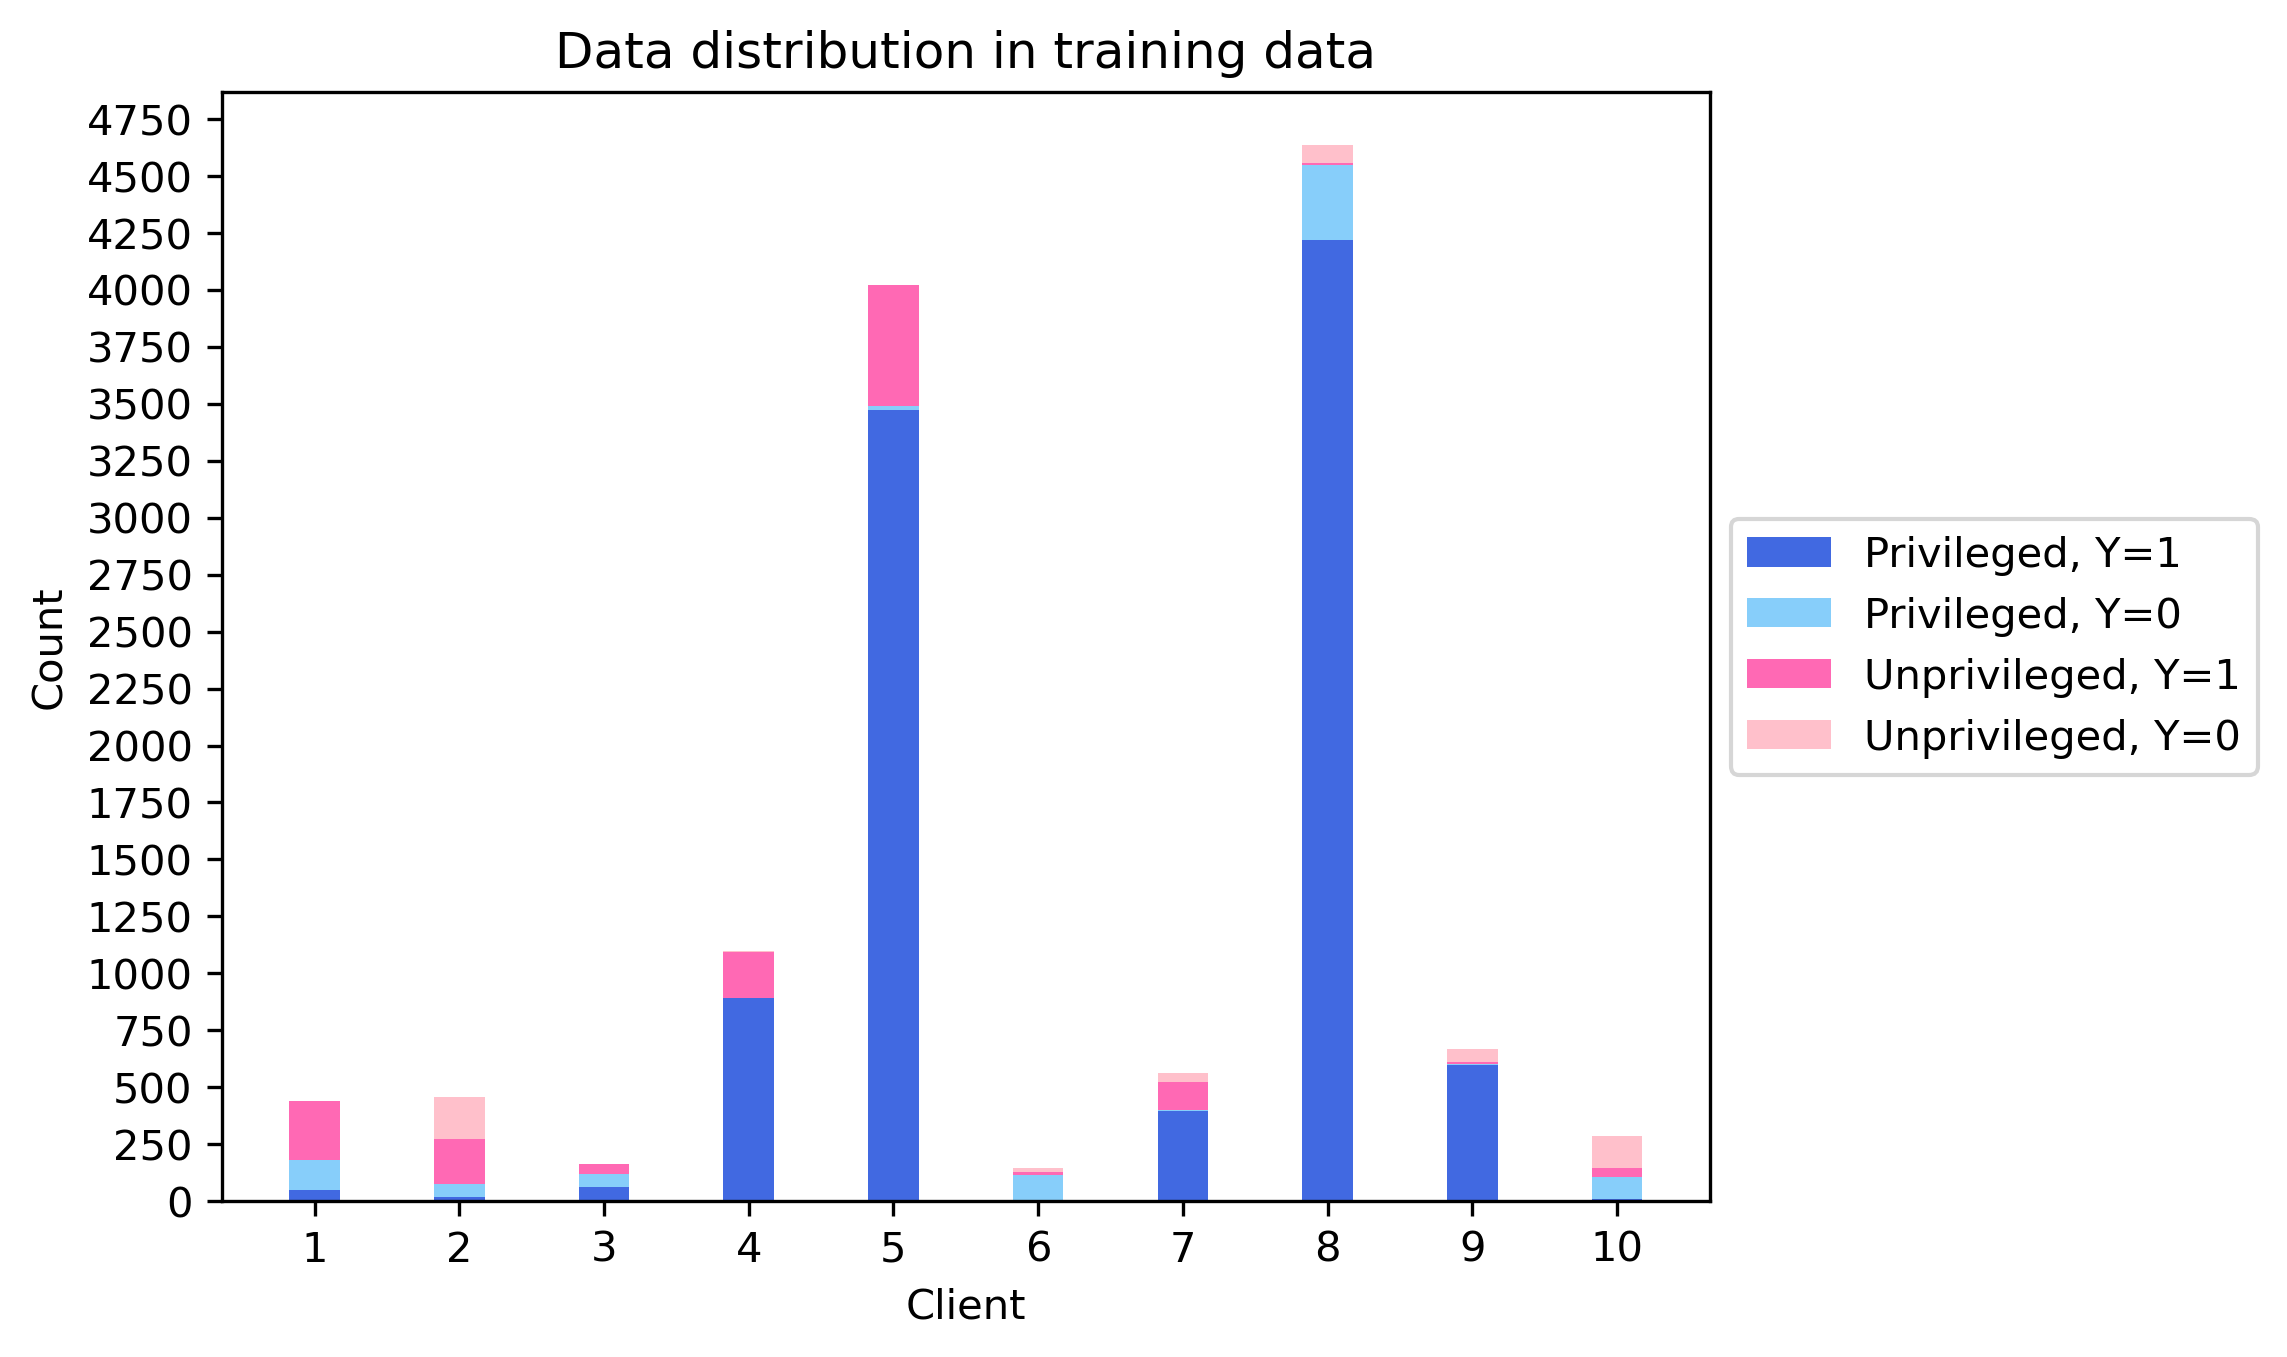 Data distribution in training data
4750
4500
4250
4000
3750
3500
3250
3000
2750
2500
2250
2000
1750
1500
1250
1000
750
500
250
0
Count
1 2 3 4 5 6 7 8 9 10
Client
Privileged, Y=1
Privileged, Y=0
Unprivileged, Y=1
Unprivileged, Y=0